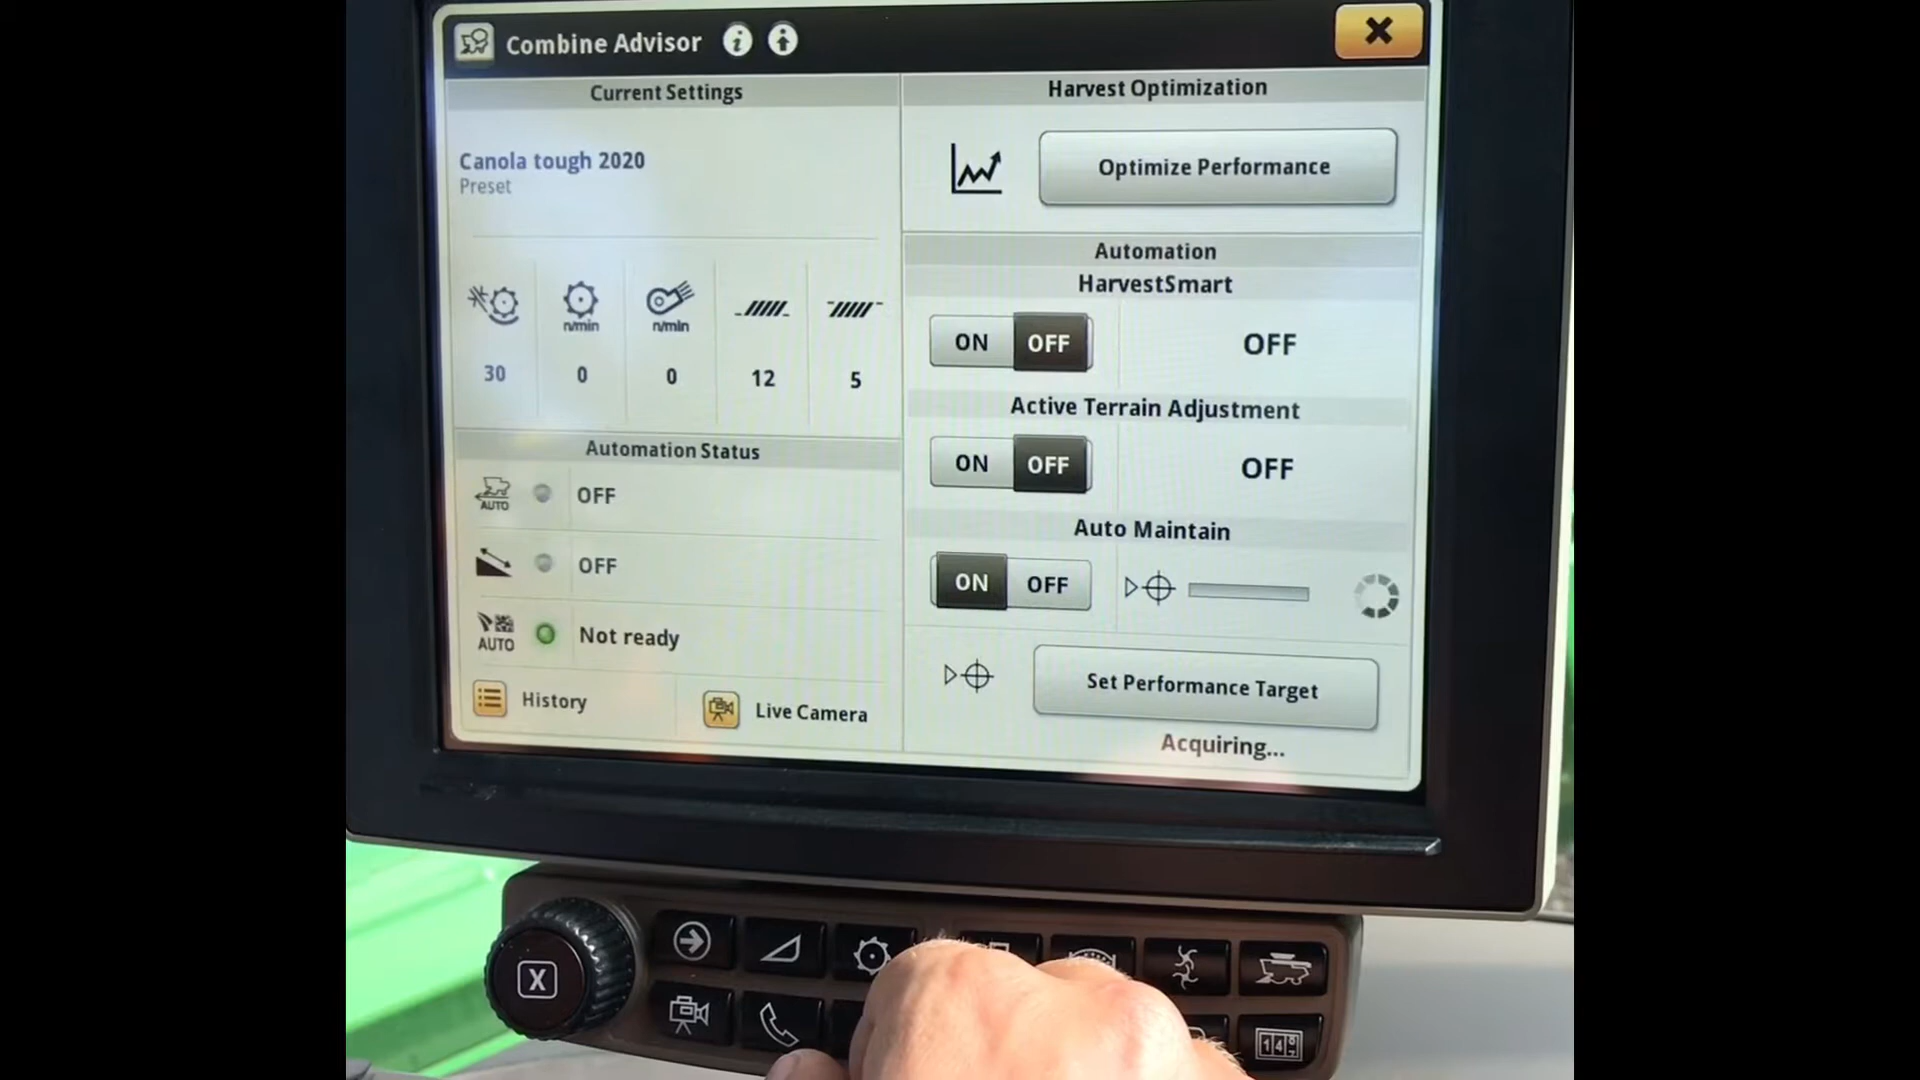 Combine Advisor
Current Settings
Canola tough 2020
Preset
n/min
n/min
30
0
0
12
5
Automation Status
AUTO
OFF
OFF
AUTO
Not ready
History
Live Camera
Harvest Optimization
Optimize Performance
Automation
HarvestSmart
ON
OFF
OFF
Active Terrain Adjustment
ON
OFF
OFF
Auto Maintain
ON
OFF
Set Performance Target
Acquiring...
X